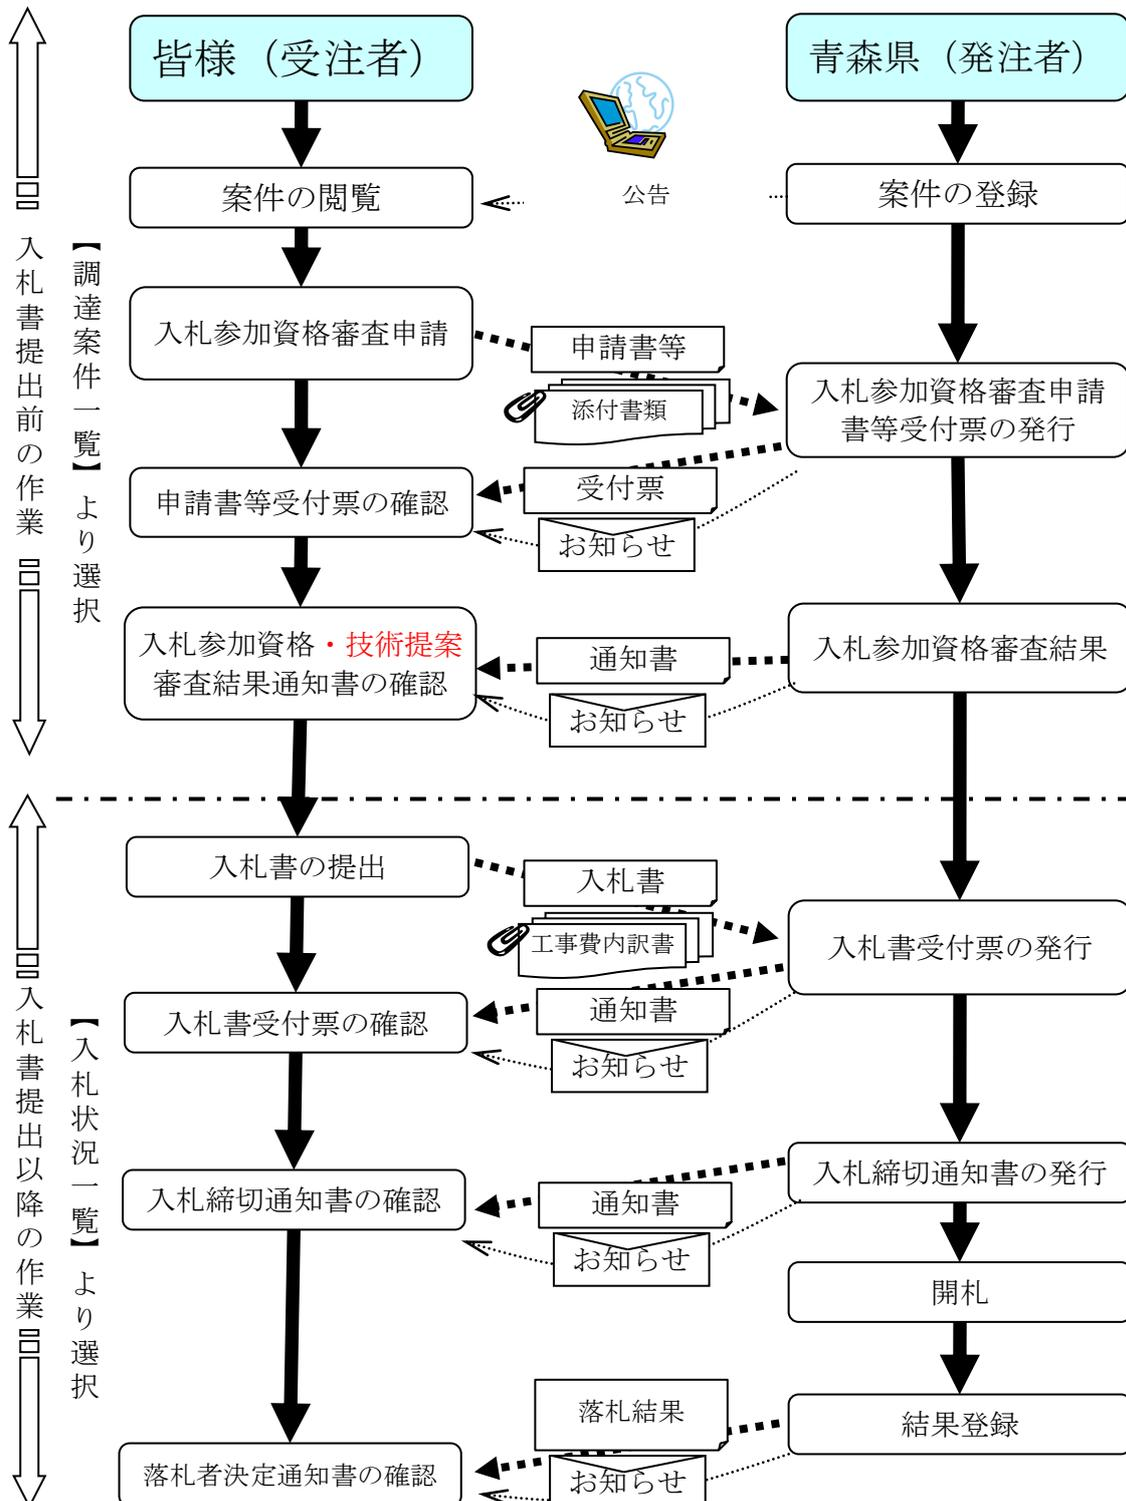 皆様（受注者）
青森県（発注者）
案件の閲覧
公告
案件の登録
入札書提出前の作業
【調達案件一覧】より選択
入札参加資格審査申請
申請書等
添付書類
入札参加資格審査申請
書等受付票の発行
受付票
申請書等受付票の確認
お知らせ
入札参加資格・技術提案
審査結果通知書の確認
通知書
入札参加資格審査結果
お知らせ
入札書の提出
入札書
工事費内訳書
入札書受付票の発行
入札書提出以降の作業
【入札状況一覧】より選択
通知書
入札書受付票の確認
お知らせ
入札締切通知書の発行
入札締切通知書の確認
通知書
お知らせ
開札
落札結果
結果登録
落札者決定通知書の確認
お知らせ